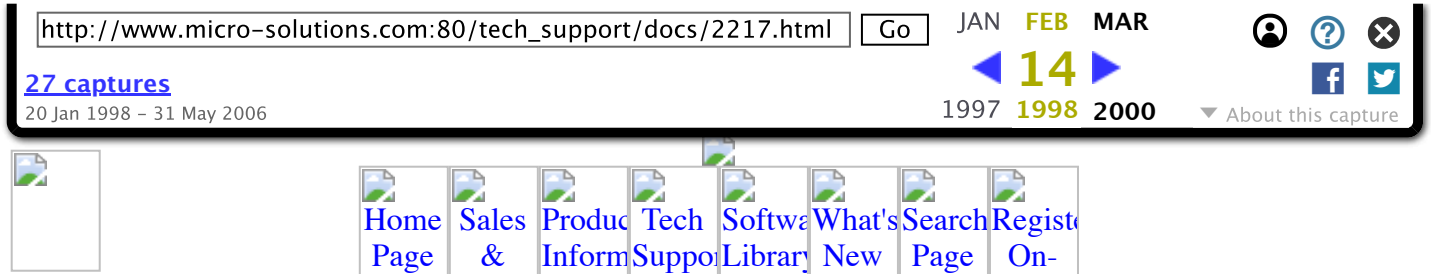 http://www.micro-solutions.com:80/tech_support/docs/2217.html Go JAN FEB MAR
27 captures 14
20 Jan 1998 - 31 May 2006 1997 1998 2000 About this capture
Home Sales Produc Tech Softwa What's Search Registe
Page & Inform Suppor Library New Page On-